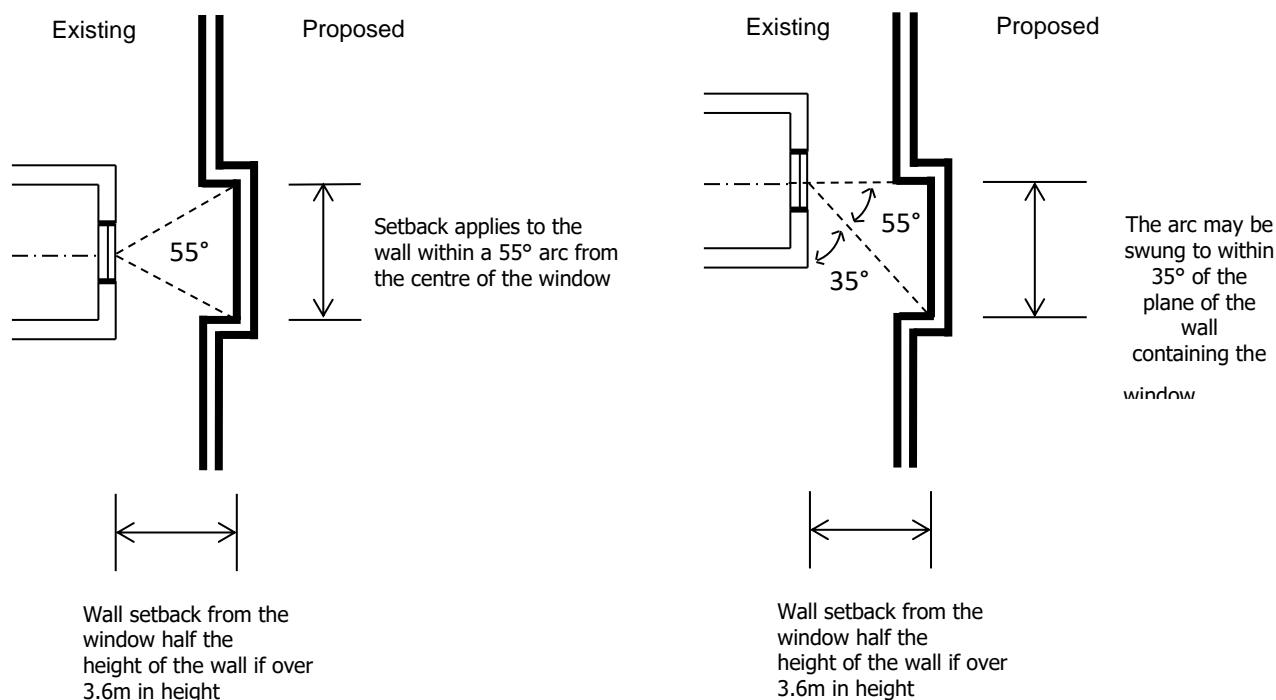 Existing
Proposed
55°
Setback applies to the
wall within a 55° arc from
the centre of the window
Wall setback from the
window half the
height of the wall if over
3.6m in height
Existing
Proposed
55°
35°
The arc may be
swung to within
35° of the
plane of the
wall
containing the
window
Wall setback from the
window half the
height of the wall if over
3.6m in height